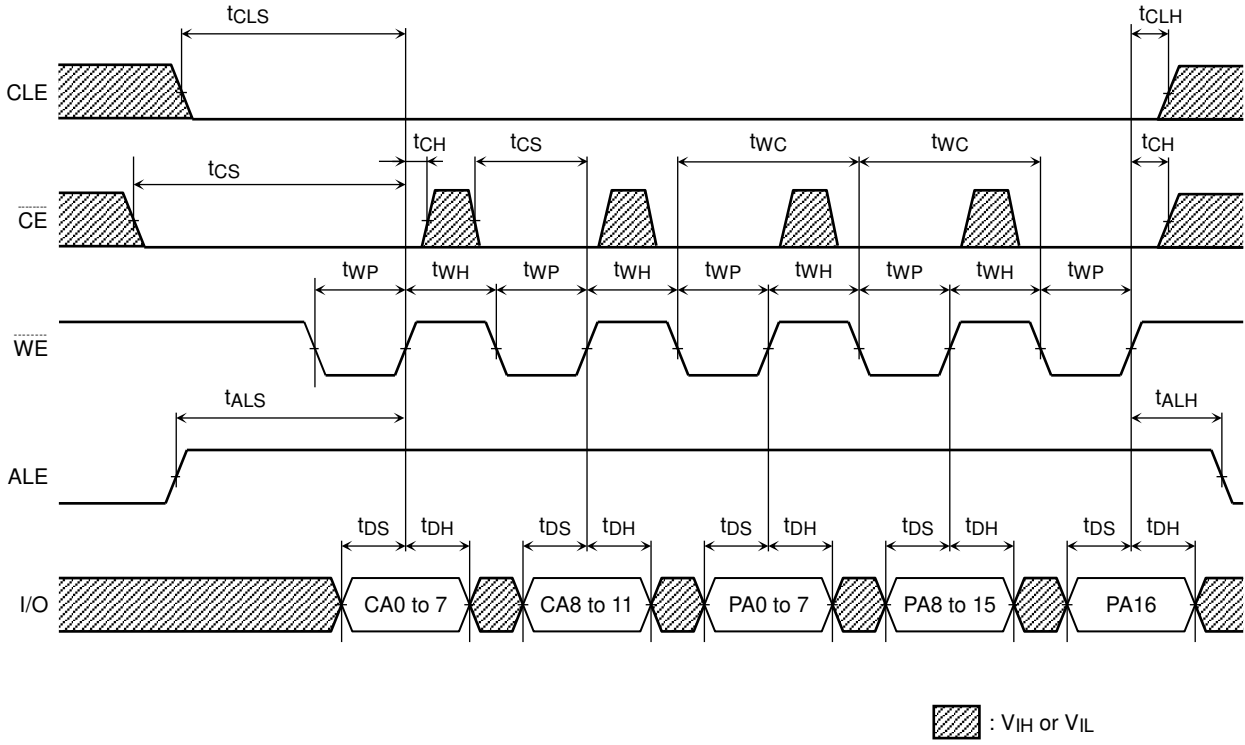 tCLS tCLH
CLE
tCH tCS tWC tWC tCH
tCS
CE
tWP tWH tWP tWH tWP tWH tWP tWH tWP
WE
tALS tALH
ALE
tDS tDH tDS tDH tDS tDH tDS tDH tDS tDH
I/O CA0 to 7 CA8 to 11 PA0 to 7 PA8 to 15 PA16
: VIH or VIL